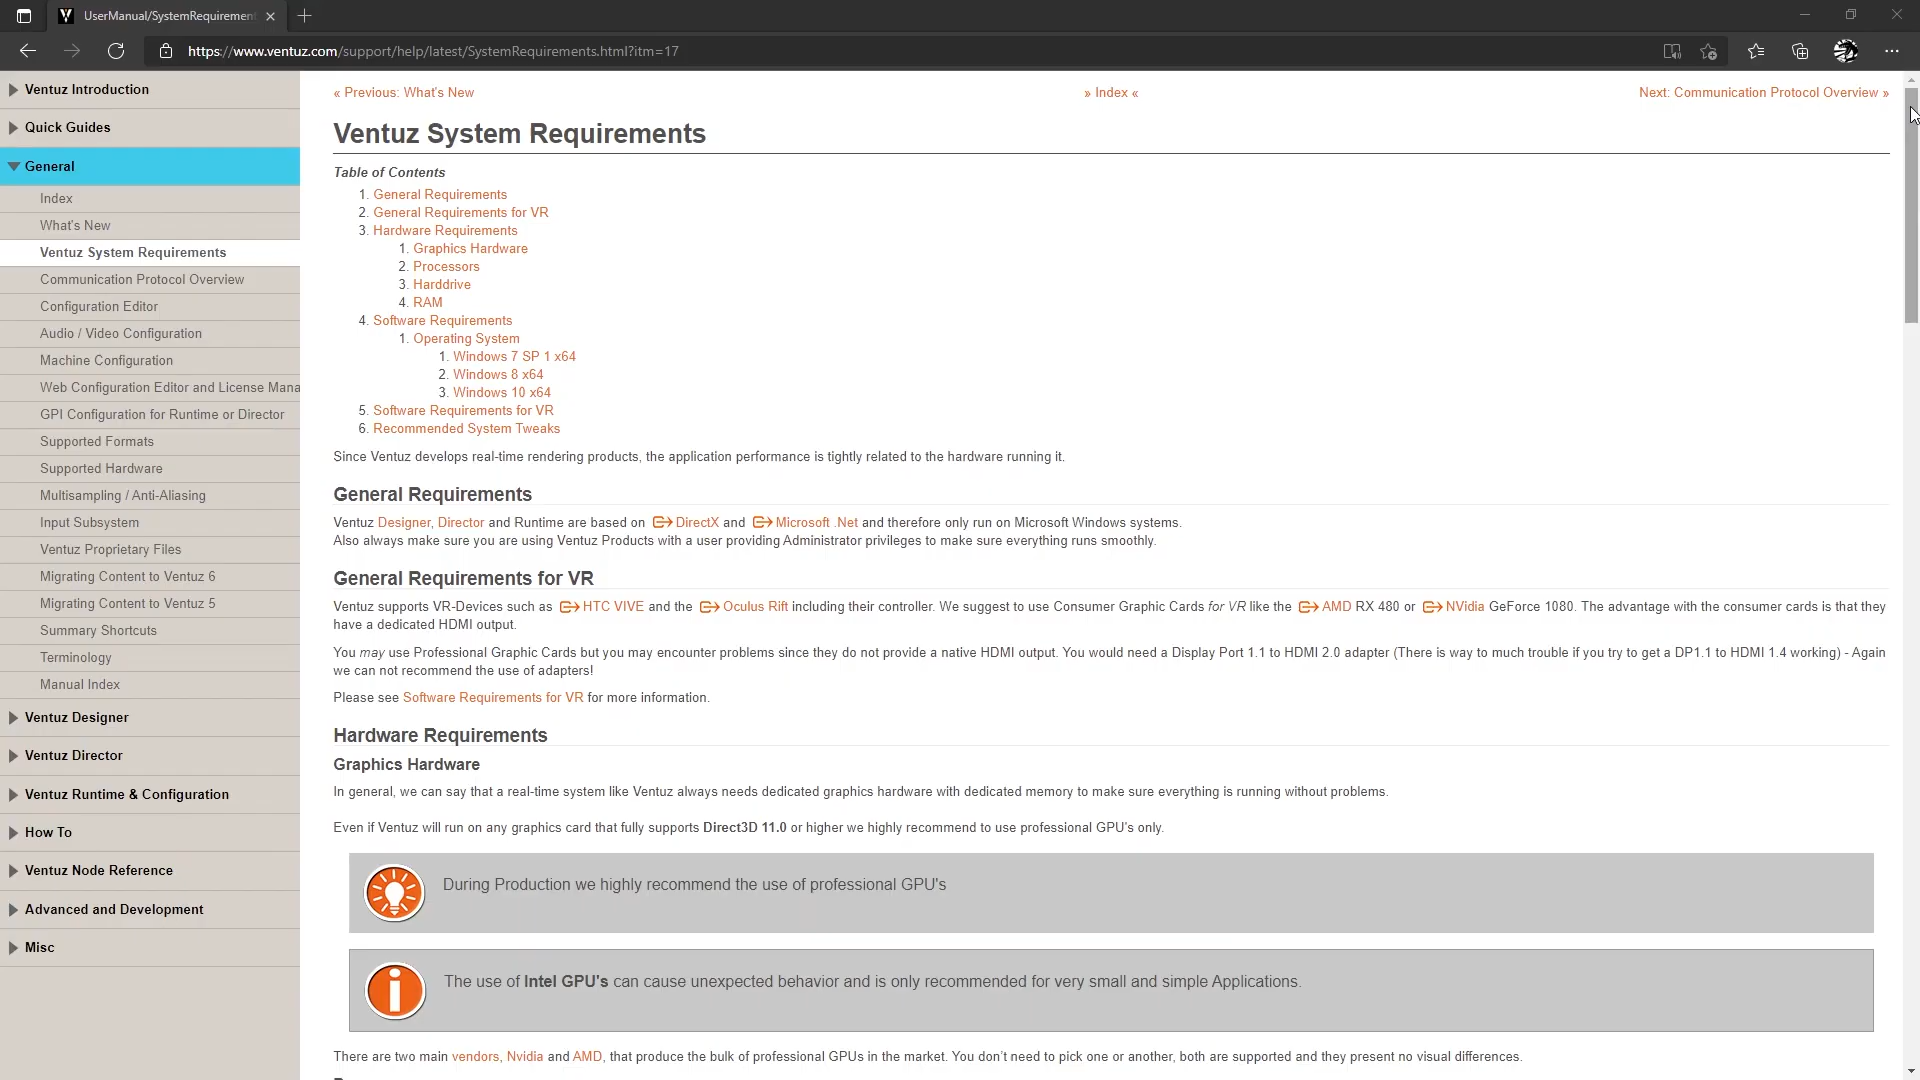 UserManual/SystemRequirement
https://www.ventuz.com/support/help/latest/SystemRequirements.html?itm=17
Ventuz Introduction
Quick Guides
General
Index
What's New
Ventuz System Requirements
Communication Protocol Overview
Configuration Editor
Audio / Video Configuration
Machine Configuration
Web Configuration Editor and License Mana
GPI Configuration for Runtime or Director
Supported Formats
Supported Hardware
Multisampling / Anti-Aliasing
Input Subsystem
Ventuz Proprietary Files
Migrating Content to Ventuz 6
Migrating Content to Ventuz 5
Summary Shortcuts
Terminology
Manual Index
Ventuz Designer
Ventuz Director
Ventuz Runtime & Configuration
How To
Ventuz Node Reference
Advanced and Development
Misc
« Previous: What's New
» Index «
Next: Communication Protocol Overview »
Ventuz System Requirements
Table of Contents
1. General Requirements
2. General Requirements for VR
3. Hardware Requirements
1. Graphics Hardware
2. Processors
3. Harddrive
4. RAM
4. Software Requirements
1. Operating System
1. Windows 7 SP 1 x64
2. Windows 8 x64
3. Windows 10 x64
5. Software Requirements for VR
6. Recommended System Tweaks
Since Ventuz develops real-time rendering products, the application performance is tightly related to the hardware running it.
General Requirements
Ventuz Designer, Director and Runtime are based on DirectX and Microsoft .Net and therefore only run on Microsoft Windows systems.
Also always make sure you are using Ventuz Products with a user providing Administrator privileges to make sure everything runs smoothly.
General Requirements for VR
Ventuz supports VR-Devices such as HTC VIVE and the Oculus Rift including their controller. We suggest to use Consumer Graphic Cards for VR like the AMD RX 480 or NVidia GeForce 1080. The advantage with the consumer cards is that they
have a dedicated HDMI output.
You may use Professional Graphic Cards but you may encounter problems since they do not provide a native HDMI output. You would need a Display Port 1.1 to HDMI 2.0 adapter (There is way to much trouble if you try to get a DP1.1 to HDMI 1.4 working) - Again
we can not recommend the use of adapters!
Please see Software Requirements for VR for more information.
Hardware Requirements
Graphics Hardware
In general, we can say that a real-time system like Ventuz always needs dedicated graphics hardware with dedicated memory to make sure everything is running without problems.
Even if Ventuz will run on any graphics card that fully supports Direct3D 11.0 or higher we highly recommend to use professional GPU's only.
During Production we highly recommend the use of professional GPU's
The use of Intel GPU's can cause unexpected behavior and is only recommended for very small and simple Applications.
There are two main vendors, Nvidia and AMD, that produce the bulk of professional GPUs in the market. You don't need to pick one or another, both are supported and they present no visual differences.